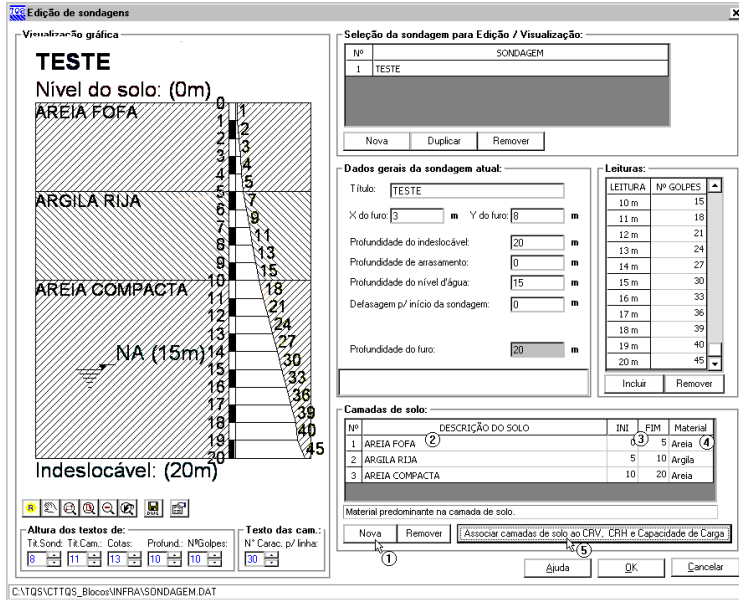 TQS Edição de sondagens
Visualização gráfica
TESTE
Nível do solo: (0m)
AREIA FOFA
ARGILA RIJA
AREIA COMPACTA
NA (15m)
0
1
2
3
4
5
6
7
8
9
10
11
12
13
14
15
16
17
18
19
20
1
2
3
4
5
7
9
11
13
15
18
21
24
27
30
33
36
39
40
45
Indeslocável: (20m)
Altura dos textos de:
Tit.Sond: Tit.Cam.: Cotas: Profund.: NºGolpes:
8 11 13 10 10
Texto das cam.:
N° Carac. p/ linha:
30
Seleção da sondagem para Edição / Visualização:
Nº SONDAGEM
1 TESTE
Nova Duplicar Remover
Dados gerais da sondagem atual:
Título: TESTE
X do furo: 3 m Y do furo: 8 m
Profundidade do indeslocável: 20 m
Profundidade de arrasamento: 0 m
Profundidade do nível d'água: 15 m
Defasagem p/ início da sondagem: 0 m
Profundidade do furo: 20 m
Leituras:
LEITURA Nº GOLPES
10 m 15
11 m 18
12 m 21
13 m 24
14 m 27
15 m 30
16 m 33
17 m 36
18 m 39
19 m 40
20 m 45
Incluir Remover
Camadas de solo:
Nº DESCRIÇÃO DO SOLO INI FIM Material
1 AREIA FOFA 2 0 3 5 Areia 4
2 ARGILA RIJA 5 10 Argila
3 AREIA COMPACTA 10 20 Areia
Material predominante na camada de solo.
Nova Remover Associar camadas de solo ao CRV, CRH e Capacidade de Carga
1 5
Ajuda OK Cancelar
C:\TQS\CTTQS_Blocos\INFRA\SONDAGEM.DAT